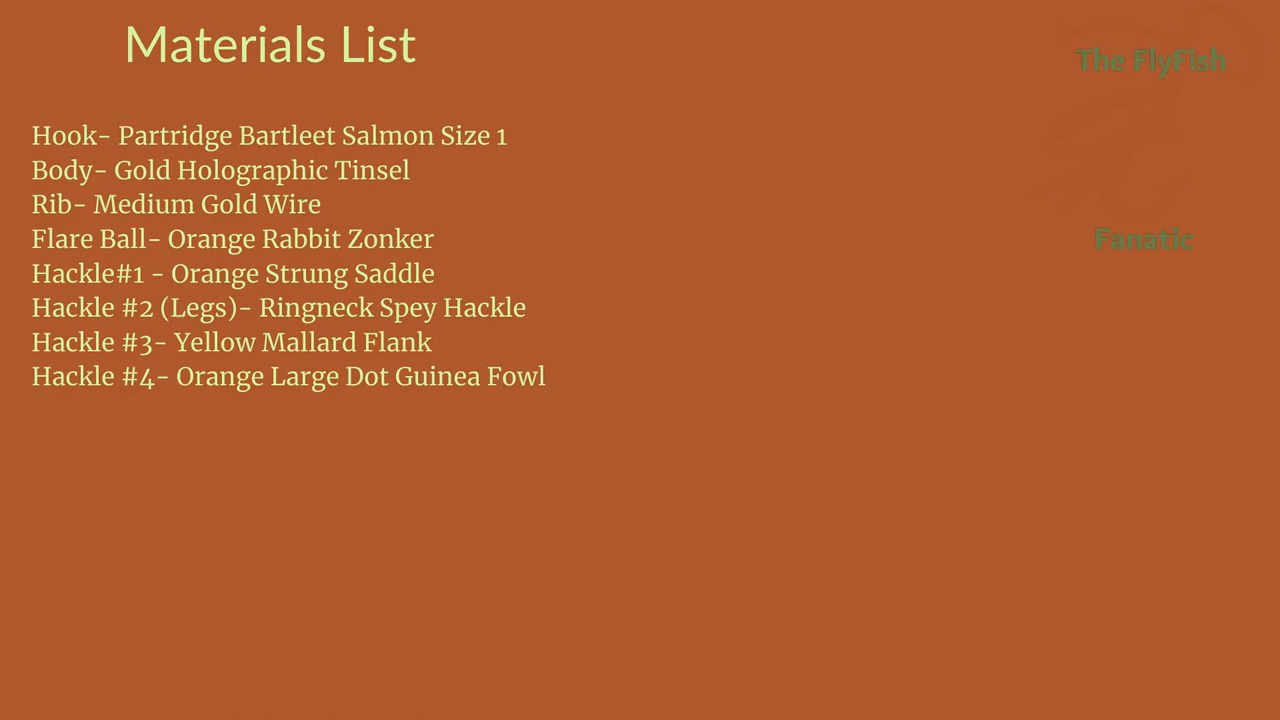 Materials List
The FlyFish
Fanatic
Hook- Partridge Bartleet Salmon Size 1
Body- Gold Holographic Tinsel
Rib- Medium Gold Wire
Flare Ball- Orange Rabbit Zonker
Hackle#1 - Orange Strung Saddle
Hackle #2 (Legs)- Ringneck Spey Hackle
Hackle #3- Yellow Mallard Flank
Hackle #4- Orange Large Dot Guinea Fowl